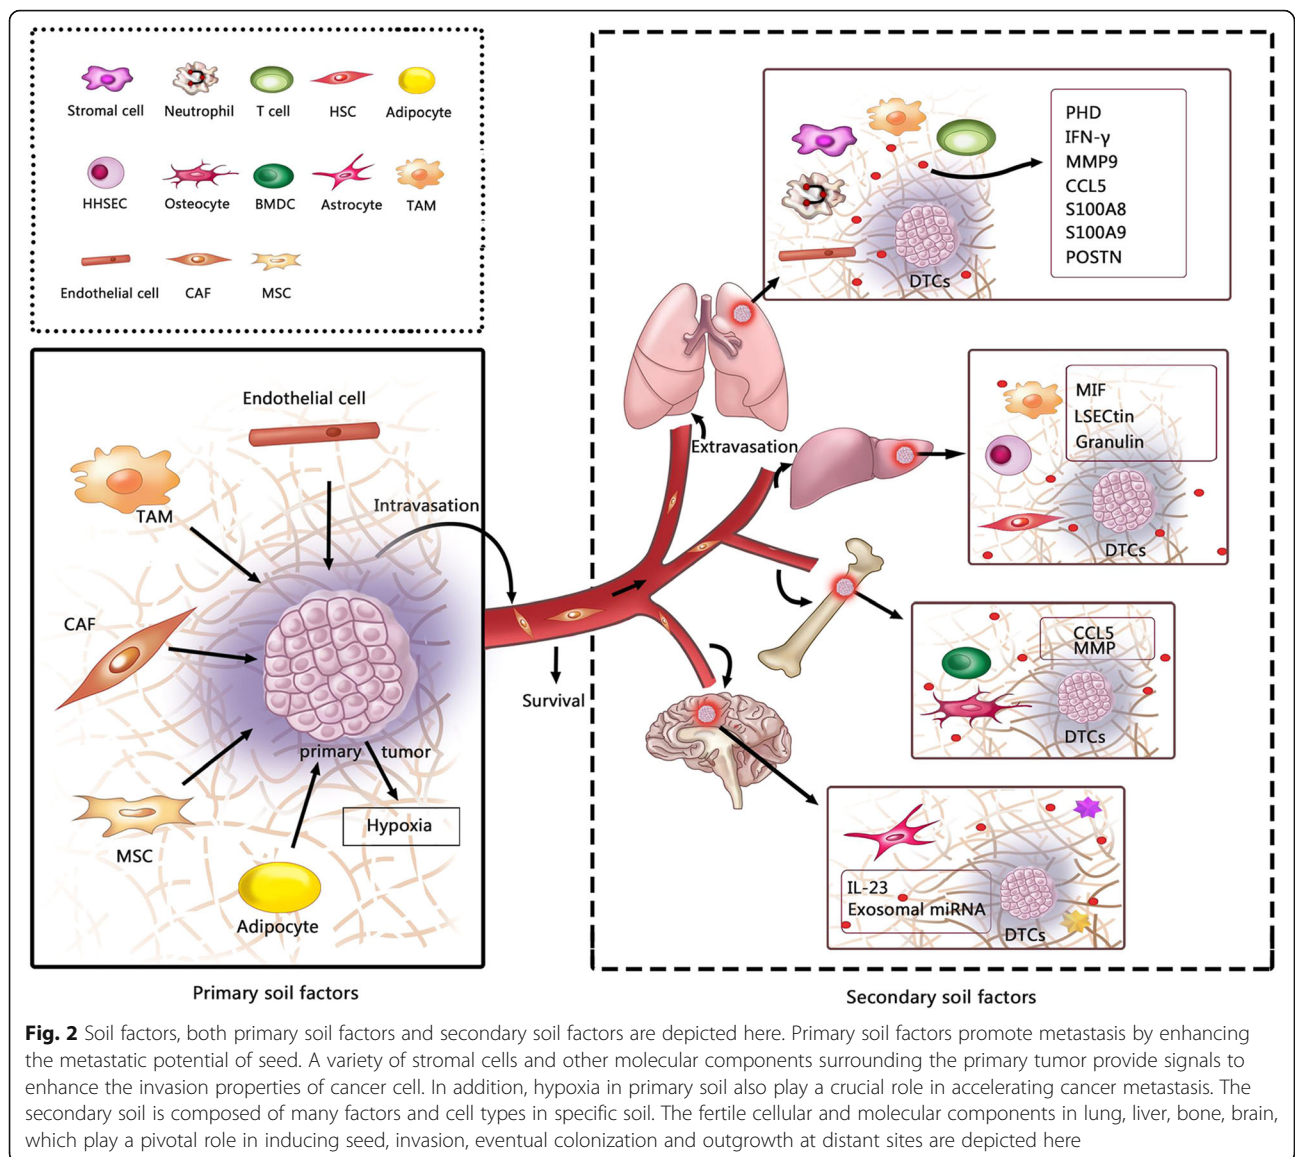 Stromal cell
Neutrophil
T cell
HSC
Adipocyte
HHSEC
Osteocyte
BMDC
Astrocyte
TAM
Endothelial cell
CAF
MSC
Endothelial cell
TAM
Intravasation
CAF
primary tumor
Hypoxia
MSC
Adipocyte
Primary soil factors
Survival
Extravasation
PHD
IFN-γ
MMP9
CCL5
S100A8
S100A9
POSTN
DTCs
MIF
LSECtin
Granulin
DTCs
CCL5
MMP
DTCs
IL-23
Exosomal miRNA
DTCs
Secondary soil factors
Fig. 2 Soil factors, both primary soil factors and secondary soil factors are depicted here. Primary soil factors promote metastasis by enhancing
the metastatic potential of seed. A variety of stromal cells and other molecular components surrounding the primary tumor provide signals to
enhance the invasion properties of cancer cell. In addition, hypoxia in primary soil also play a crucial role in accelerating cancer metastasis. The
secondary soil is composed of many factors and cell types in specific soil. The fertile cellular and molecular components in lung, liver, bone, brain,
which play a pivotal role in inducing seed, invasion, eventual colonization and outgrowth at distant sites are depicted here